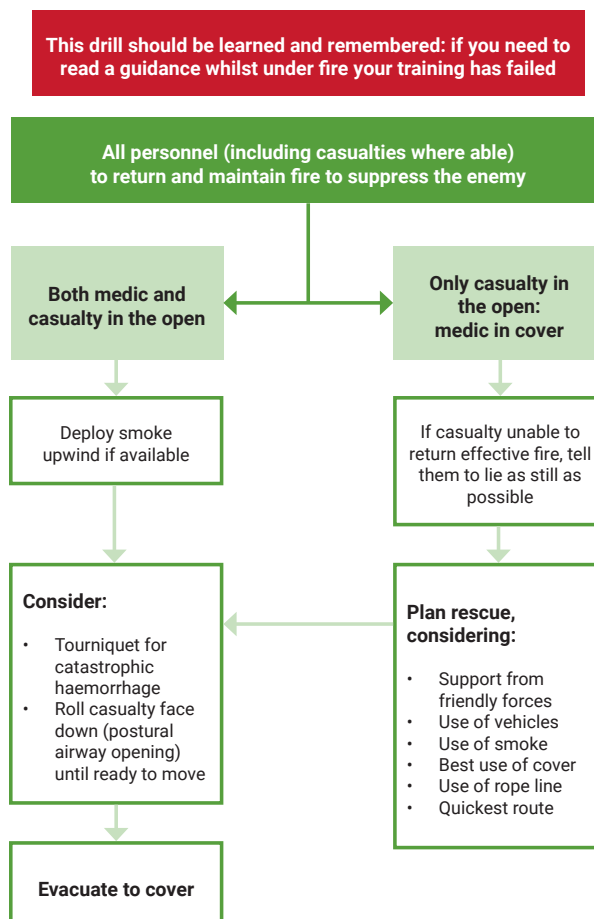 This drill should be learned and remembered: if you need to
read a guidance whilst under fire your training has failed
All personnel (including casualties where able)
to return and maintain fire to suppress the enemy
Both medic and
casualty in the open
Only casualty in
the open:
medic in cover
Deploy smoke
upwind if available
If casualty unable to
return effective fire, tell
them to lie as still as
possible
Consider:
• Tourniquet for
catastrophic
haemorrhage
• Roll casualty face
down (postural
airway opening)
until ready to move
Plan rescue,
considering:
• Support from
friendly forces
• Use of vehicles
• Use of smoke
• Best use of cover
• Use of rope line
• Quickest route
Evacuate to cover